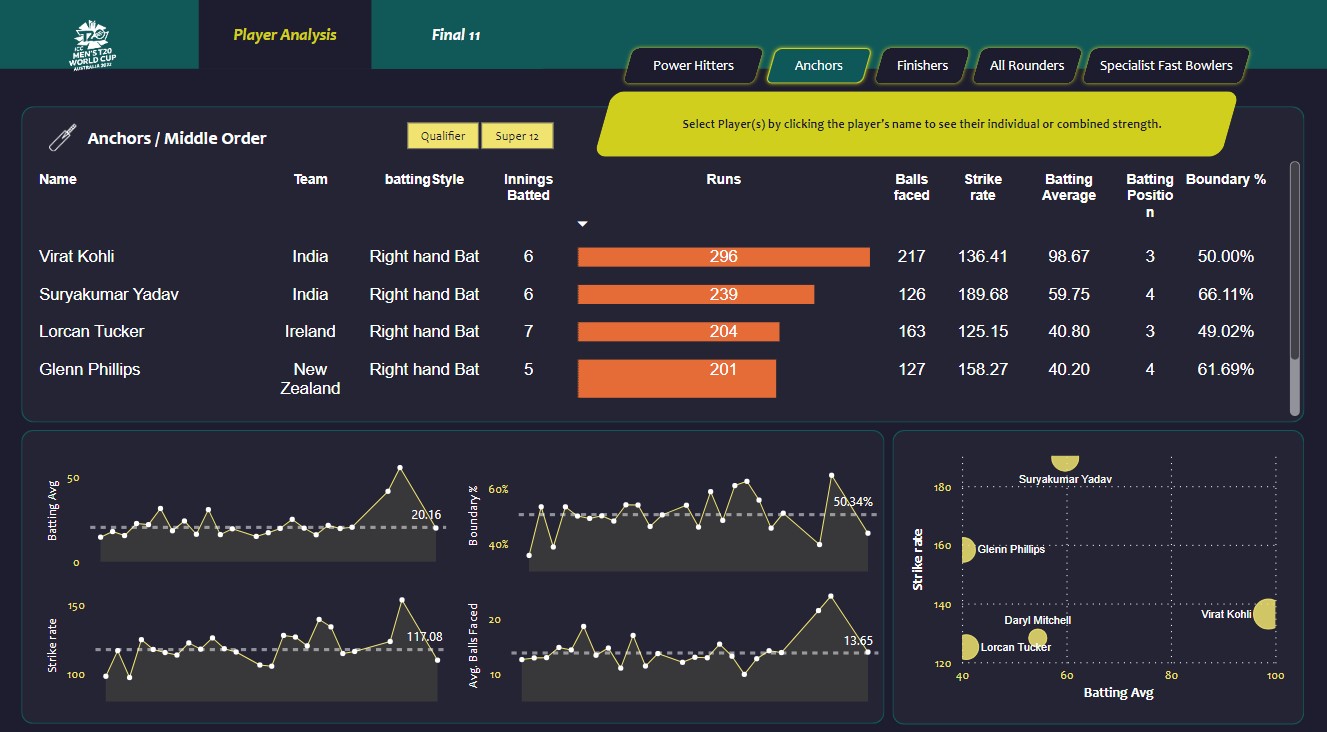 ICC
MEN'S T20
WORLD CUP
AUSTRALIA 2022
Player Analysis
Final 11
Power Hitters
Anchors
Finishers
All Rounders
Specialist Fast Bowlers
Select Player(s) by clicking the player's name to see their individual or combined strength.
Anchors / Middle Order
Qualifier
Super 12
Name Team battingStyle Innings Batted Runs Balls faced Strike rate Batting Average Batting Positio n Boundary %
Virat Kohli India Right hand Bat 6 296 217 136.41 98.67 3 50.00%
Suryakumar Yadav India Right hand Bat 6 239 126 189.68 59.75 4 66.11%
Lorcan Tucker Ireland Right hand Bat 7 204 163 125.15 40.80 3 49.02%
Glenn Phillips New Zealand Right hand Bat 5 201 127 158.27 40.20 4 61.69%
Batting Avg
50
0
20.16
Boundary %
60%
40%
50.34%
Strike rate
150
100
117.08
Avg. Balls Faced
20
10
13.65
Strike rate
180
160
140
120
Suryakumar Yadav
Glenn Phillips
Virat Kohli
Daryl Mitchell
Lorcan Tucker
40 60 80 100
Batting Avg